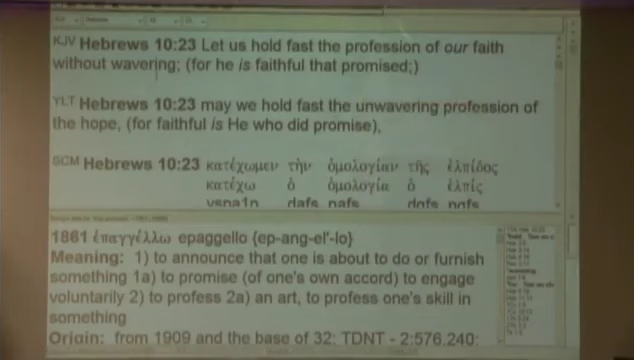 KJV Hebrews 10:23 Let us hold fast the profession of our faith
without wavering; (for he is faithful that promised;)
YLT Hebrews 10:23 may we hold fast the unwavering profession of
the hope, (for faithful is He who did promise),
SCM Hebrews 10:23 κατέχωμεν τὴν ὁμολογίαν τῆς ἐλπίδος
κατέχω ὁ ὁμολογία ὁ ἐλπίς
vspa1p dafs nafs dgfs ngfs
1861 ἐπαγγέλλω epaggello {ep-ang-el'-lo}
Meaning: 1) to announce that one is about to do or furnish
something 1a) to promise (of one's own accord) to engage
voluntarily 2) to profess 2a) an art, to profess one's skill in
something
Origin: from 1909 and the base of 32; TDNT - 2:576,240;